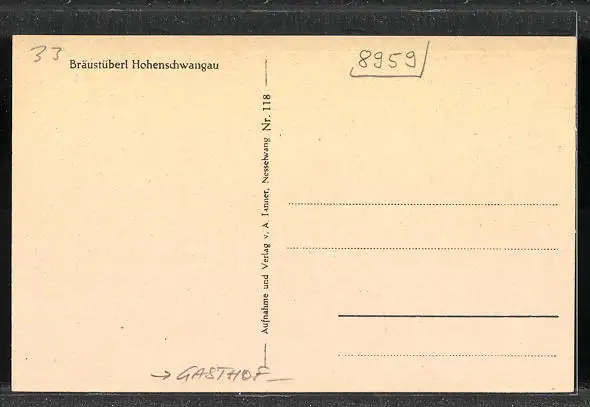 33
Bräustüberl Hohenschwangau
8959
Aufnahme und Verlag v. A. Tanner, Nesselwang Nr. 118
→ GASTHOF